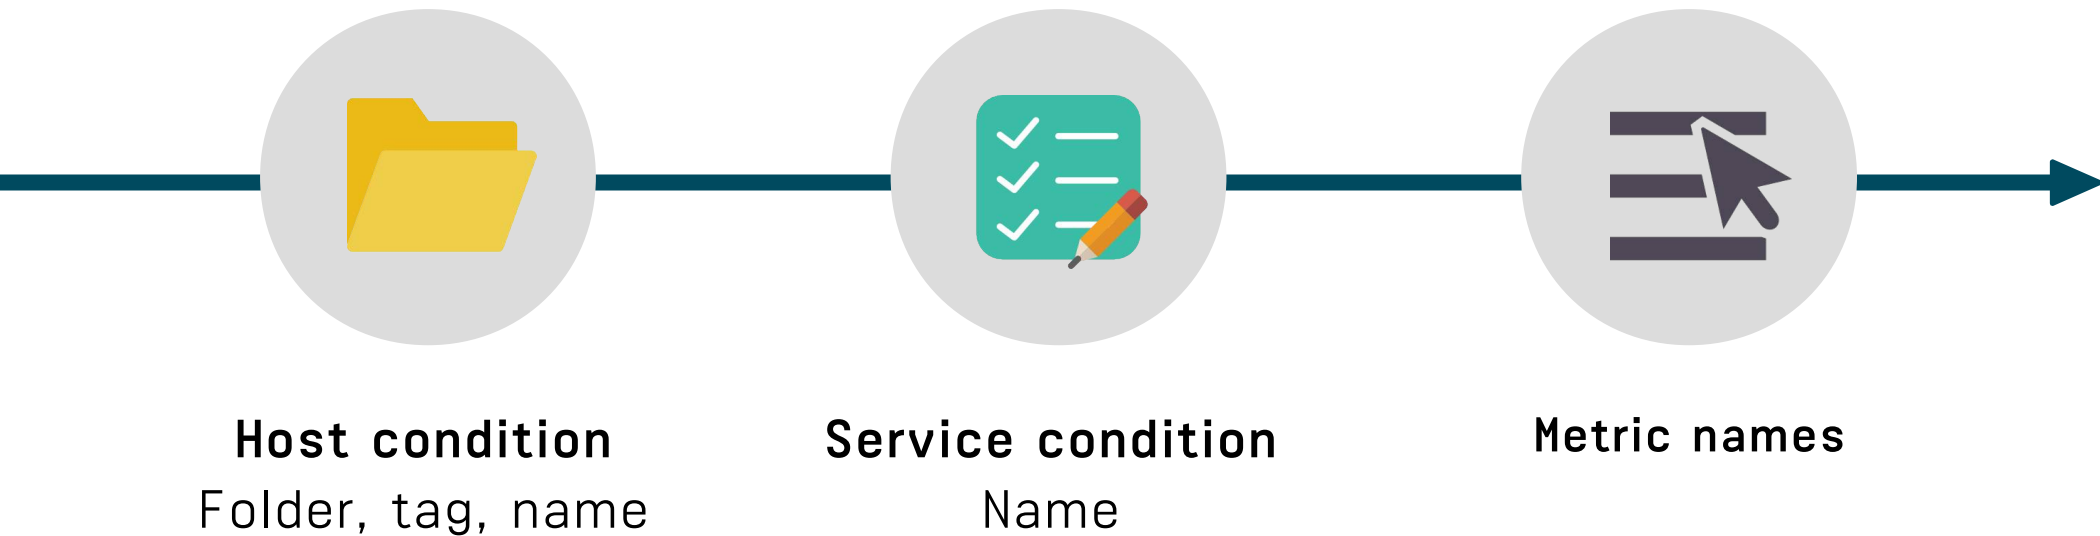 Host condition
Folder, tag, name
Service condition
Name
Metric names